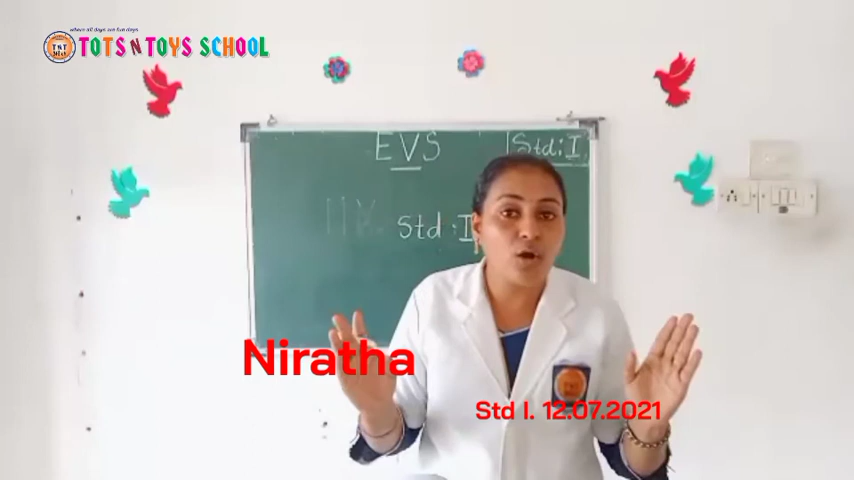 where all days are fun days
TOTS N TOYS SCHOOL
TNT
EVS
Std: I
Std : I
Niratha
Std I. 12.07.2021